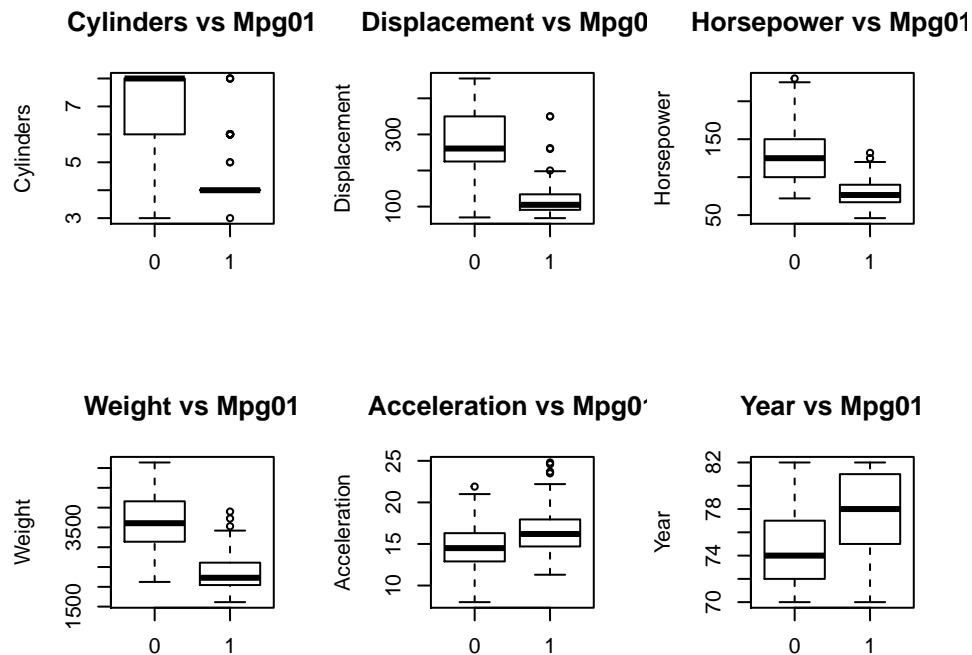 Cylinders vs Mpg01
Cylinders
7
5
3
0 1
Displacement vs Mpg0
Displacement
300
100
0 1
Horsepower vs Mpg01
Horsepower
150
50
0 1
Weight vs Mpg01
Weight
3500
1500
0 1
Acceleration vs Mpg01
Acceleration
25
20
15
10
0 1
Year vs Mpg01
Year
82
78
74
70
0 1